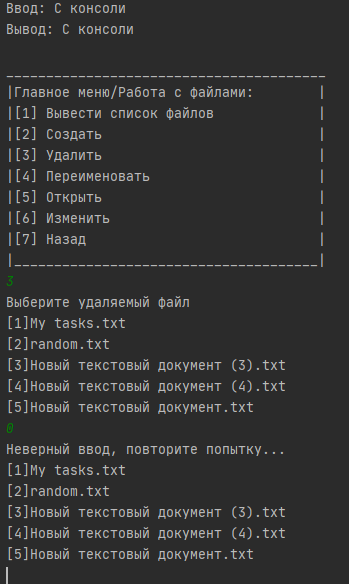 Ввод: С консоли
Вывод: С консоли
________________________________________
|Главное меню/Работа с файлами:        |
|[1] Вывести список файлов             |
|[2] Создать                           |
|[3] Удалить                           |
|[4] Переименовать                     |
|[5] Открыть                           |
|[6] Изменить                          |
|[7] Назад                             |
|______________________________________|
3
Выберите удаляемый файл
[1]My tasks.txt
[2]random.txt
[3]Новый текстовый документ (3).txt
[4]Новый текстовый документ (4).txt
[5]Новый текстовый документ.txt
0
Неверный ввод, повторите попытку...
[1]My tasks.txt
[2]random.txt
[3]Новый текстовый документ (3).txt
[4]Новый текстовый документ (4).txt
[5]Новый текстовый документ.txt